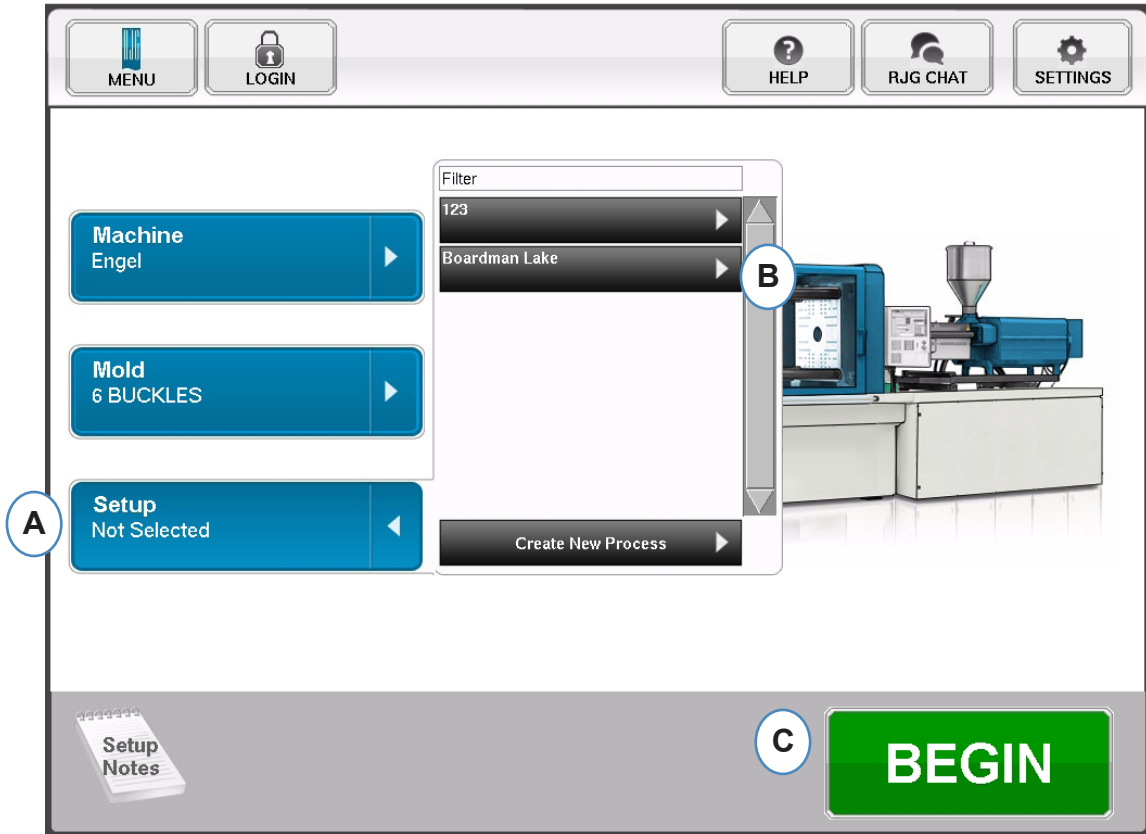 MENU
LOGIN
HELP
RJG CHAT
SETTINGS
Filter
123
Boardman Lake
Create New Process
Machine
Engel
Mold
6 BUCKLES
Setup
Not Selected
A
B
Setup
Notes
C
BEGIN